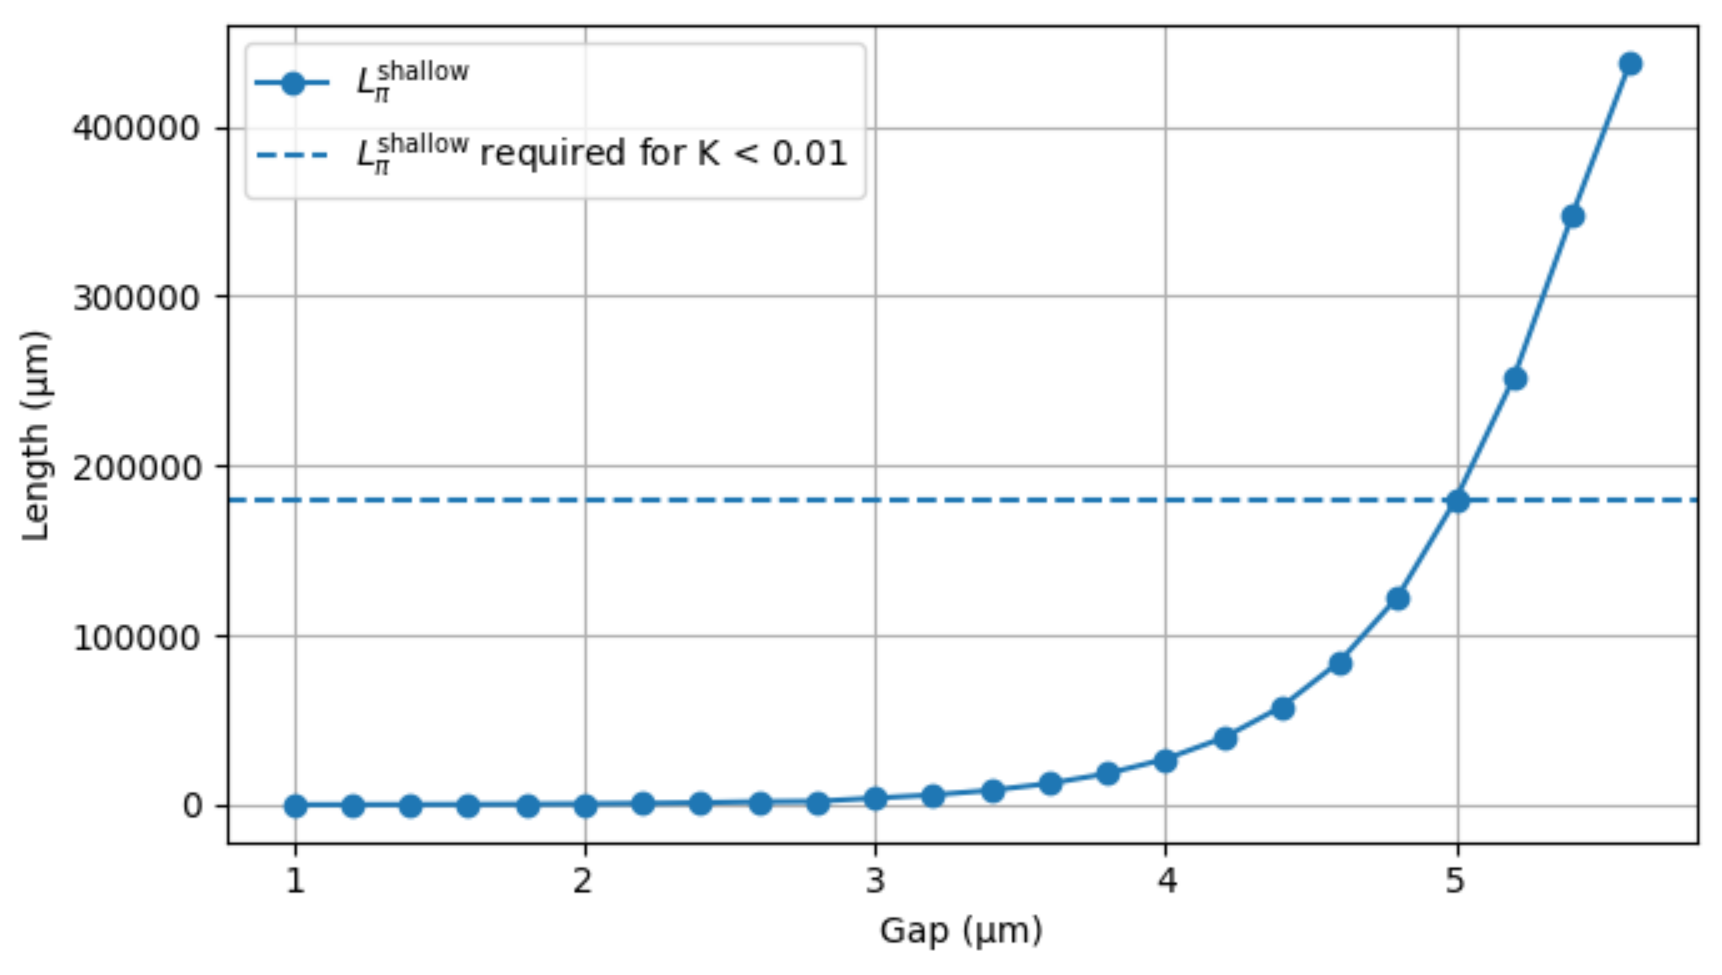 L_π^shallow
L_π^shallow required for K < 0.01
400000
300000
200000
100000
0
Length (μm)
1 2 3 4 5
Gap (μm)